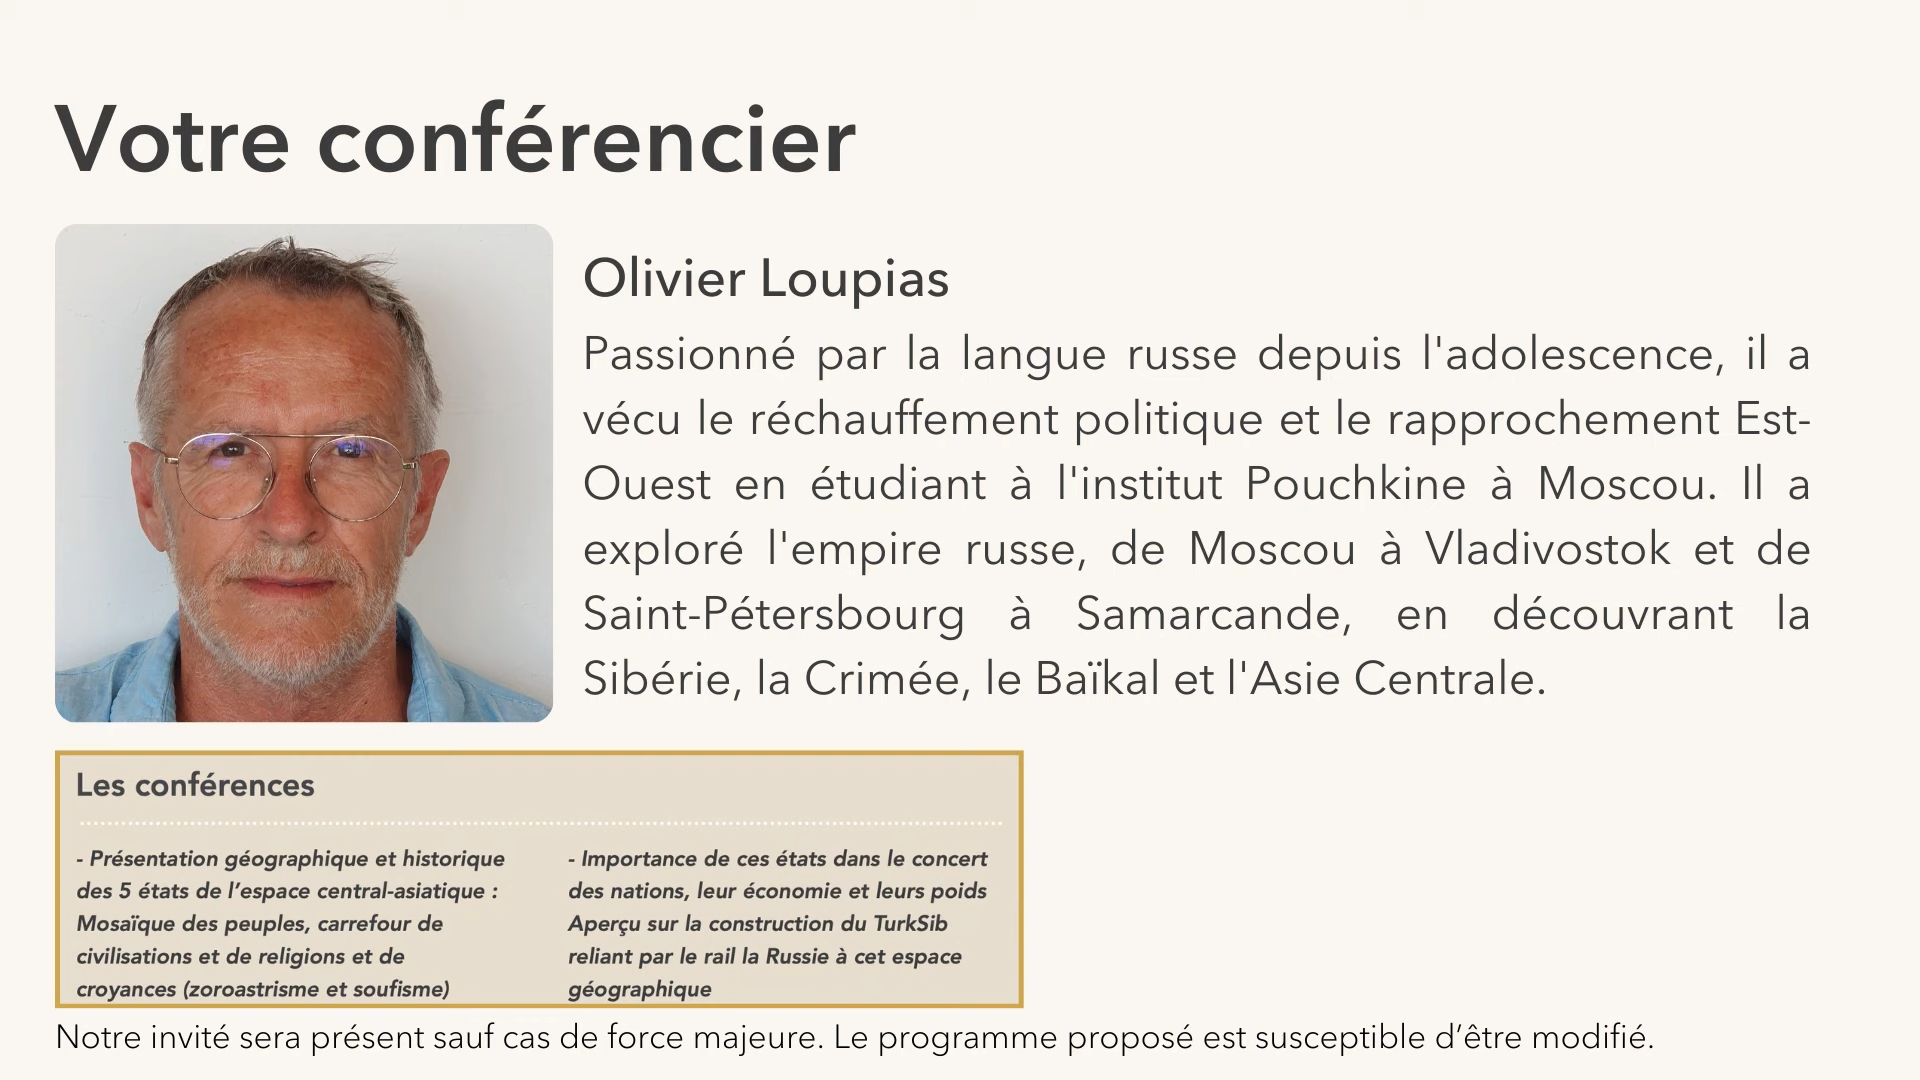 Votre conférencier
Olivier Loupias
Passionné par la langue russe depuis l'adolescence, il a
vécu le réchauffement politique et le rapprochement Est-
Ouest en étudiant à l'institut Pouchkine à Moscou. Il a
exploré l'empire russe, de Moscou à Vladivostok et de
Saint-Pétersbourg à Samarcande, en découvrant la
Sibérie, la Crimée, le Baïkal et l'Asie Centrale.
Les conférences
- Présentation géographique et historique
des 5 états de l’espace central-asiatique :
Mosaïque des peuples, carrefour de
civilisations et de religions et de
croyances (zoroastrisme et soufisme)
- Importance de ces états dans le concert
des nations, leur économie et leurs poids
Aperçu sur la construction du TurkSib
reliant par le rail la Russie à cet espace
géographique
Notre invité sera présent sauf cas de force majeure. Le programme proposé est susceptible d’être modifié.